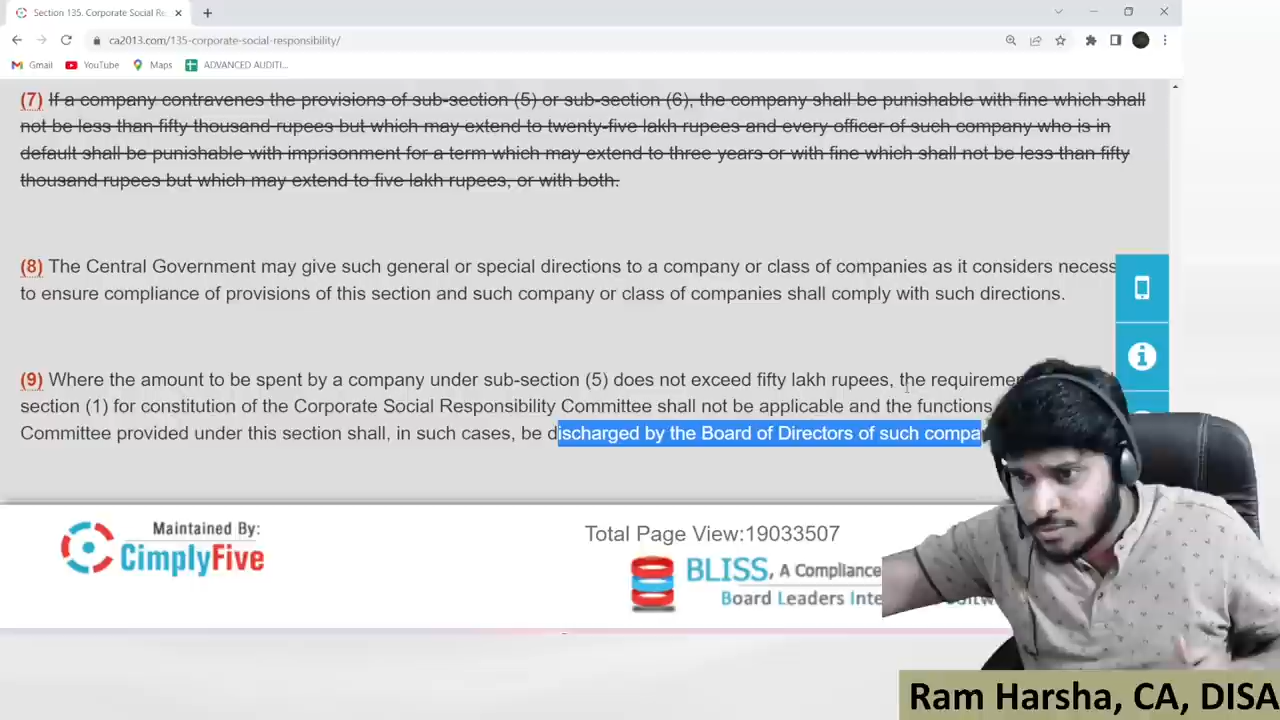 Section 135. Corporate Social Re
ca2013.com/135-corporate-social-responsibility/
Gmail
YouTube
Maps
ADVANCED AUDITI...
(7) If a company contravenes the provisions of sub-section (5) or sub-section (6), the company shall be punishable with fine which shall
not be less than fifty thousand rupees but which may extend to twenty-five lakh rupees and every officer of such company who is in
default shall be punishable with imprisonment for a term which may extend to three years or with fine which shall not be less than fifty
thousand rupees but which may extend to five lakh rupees, or with both.
(8) The Central Government may give such general or special directions to a company or class of companies as it considers necess
to ensure compliance of provisions of this section and such company or class of companies shall comply with such directions.
(9) Where the amount to be spent by a company under sub-section (5) does not exceed fifty lakh rupees, the requiremen
section (1) for constitution of the Corporate Social Responsibility Committee shall not be applicable and the functions
Committee provided under this section shall, in such cases, be discharged by the Board of Directors of such compa
Maintained By:
CimplyFive
Total Page View:19033507
BLISS, A Compliance
Board Leaders Inte
Ram Harsha, CA, DISA